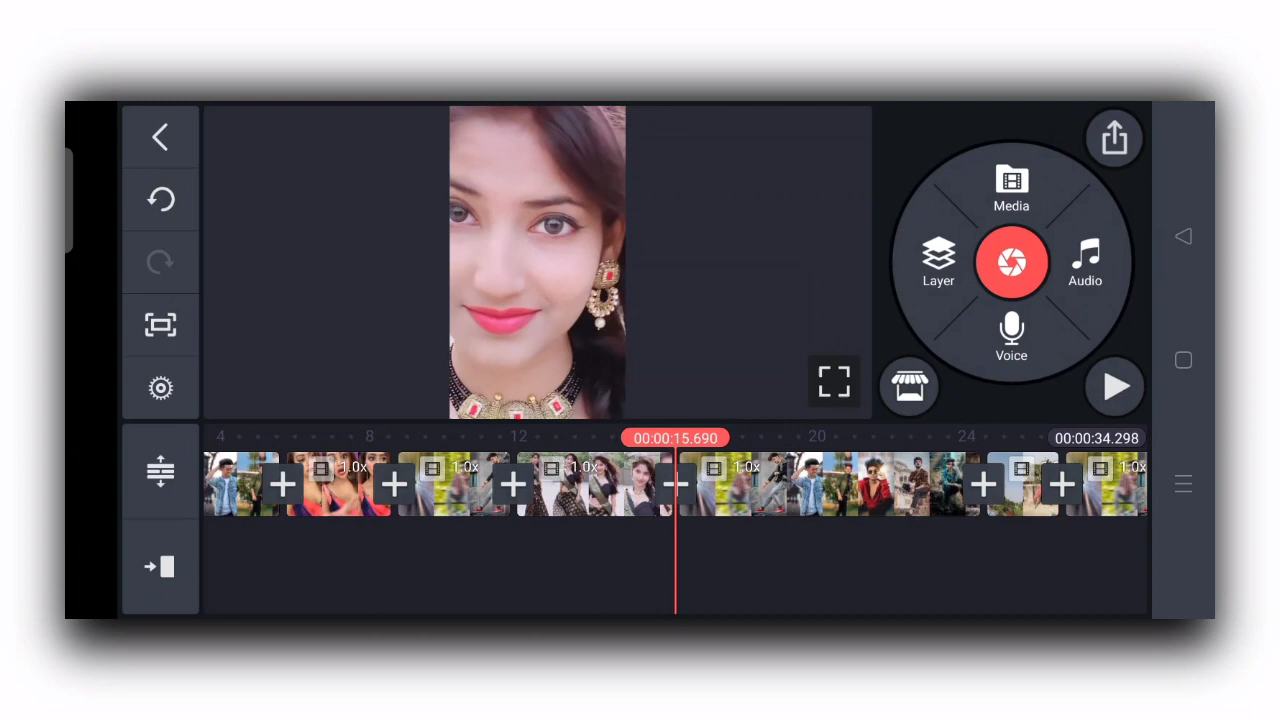 Media
Layer
Audio
Voice
4
8
12
00:00:15.690
20
24
00:00:34.298
1.0x
1.0x
1.0x
1.0x
1.0x